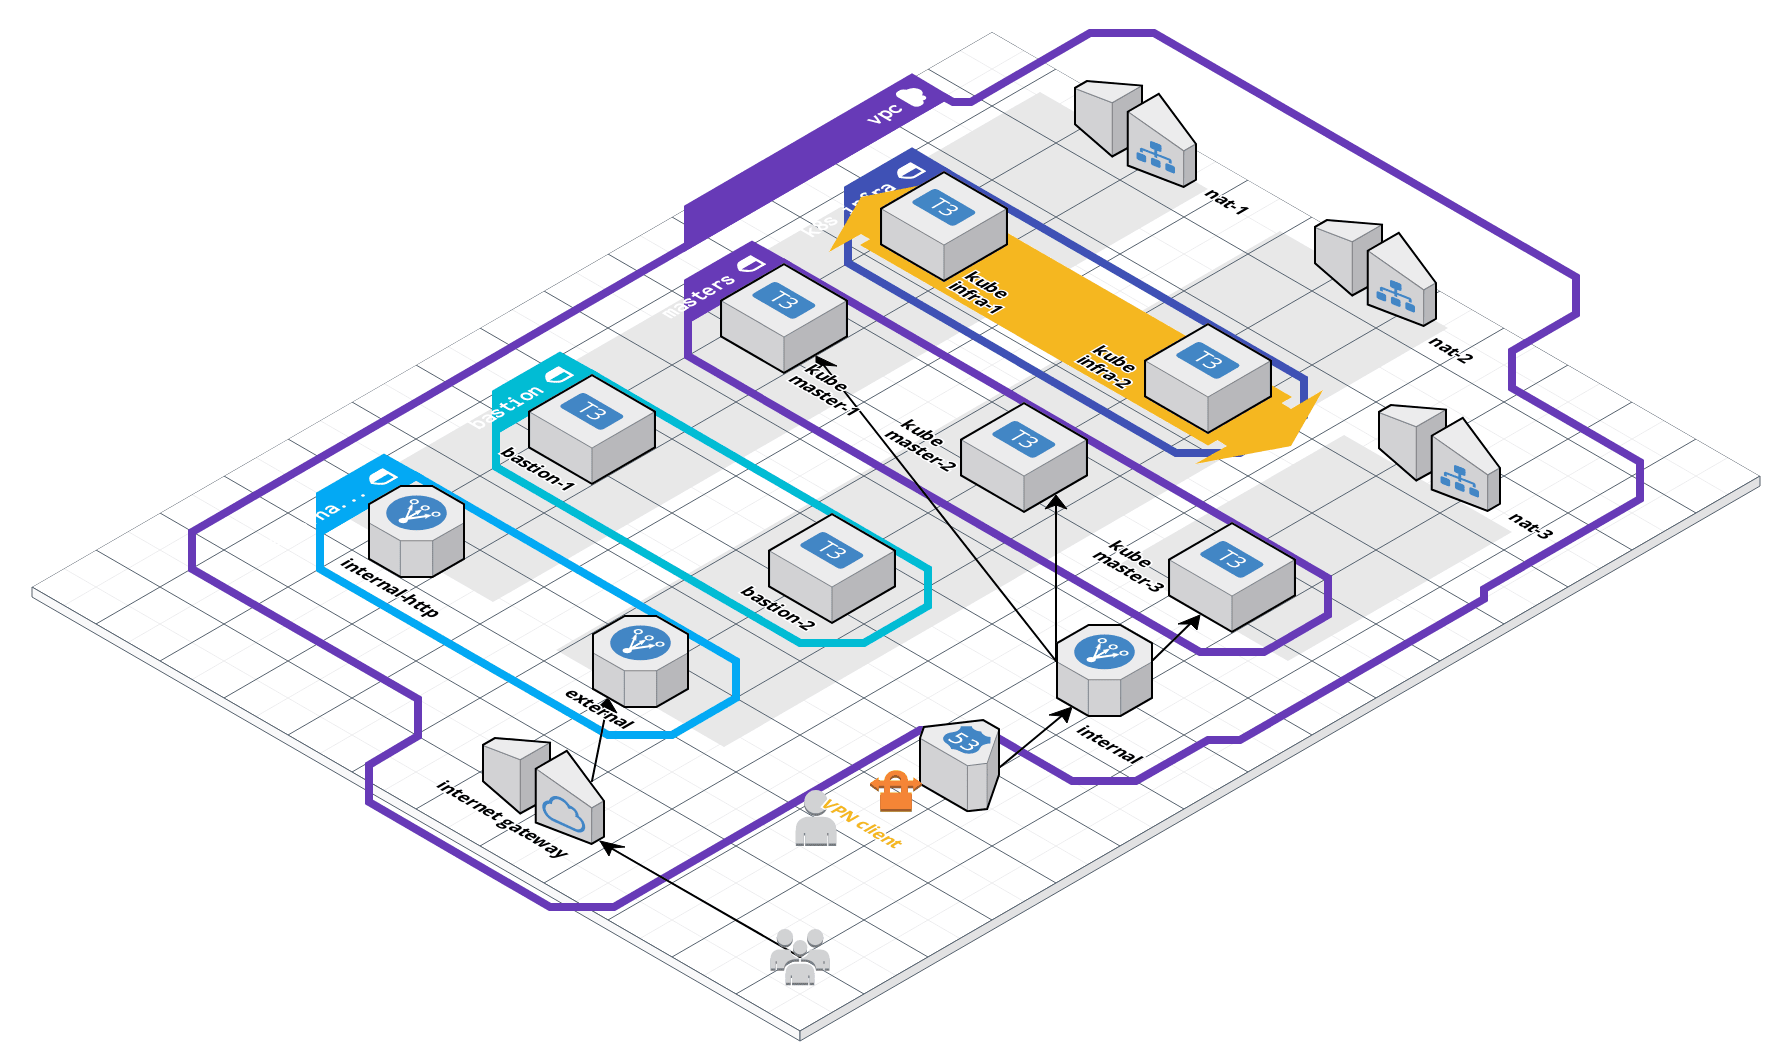 vpc
nat-1
k8s infra
T3
kube
infra-1
nat-2
masters
T3
kube
master-1
T3
kube
infra-2
bastion
T3
bastion-1
T3
kube
master-2
nat-3
na...
internal-http
T3
bastion-2
T3
kube
master-3
external
internal
53
internet gateway
VPN client